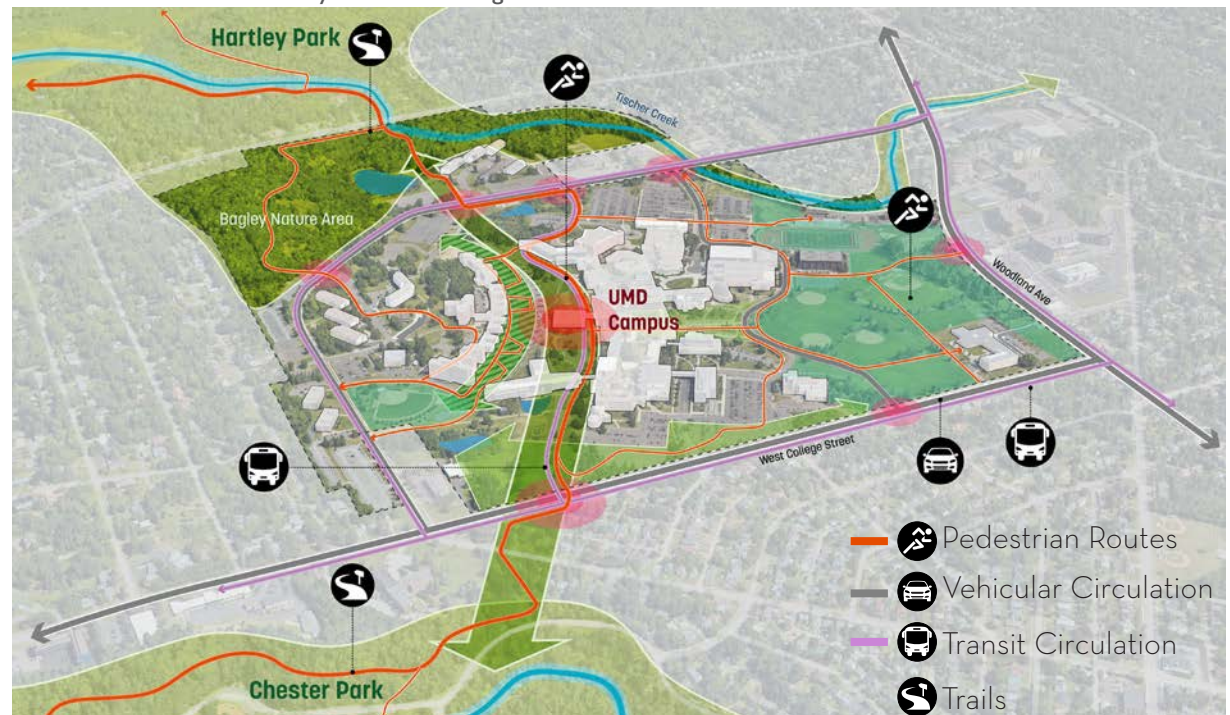 Hartley Park
Tischer Creek
Bagley Nature Area
Woodland Ave
UMD
Campus
West College Street
Pedestrian Routes
Vehicular Circulation
Transit Circulation
Chester Park
Trails